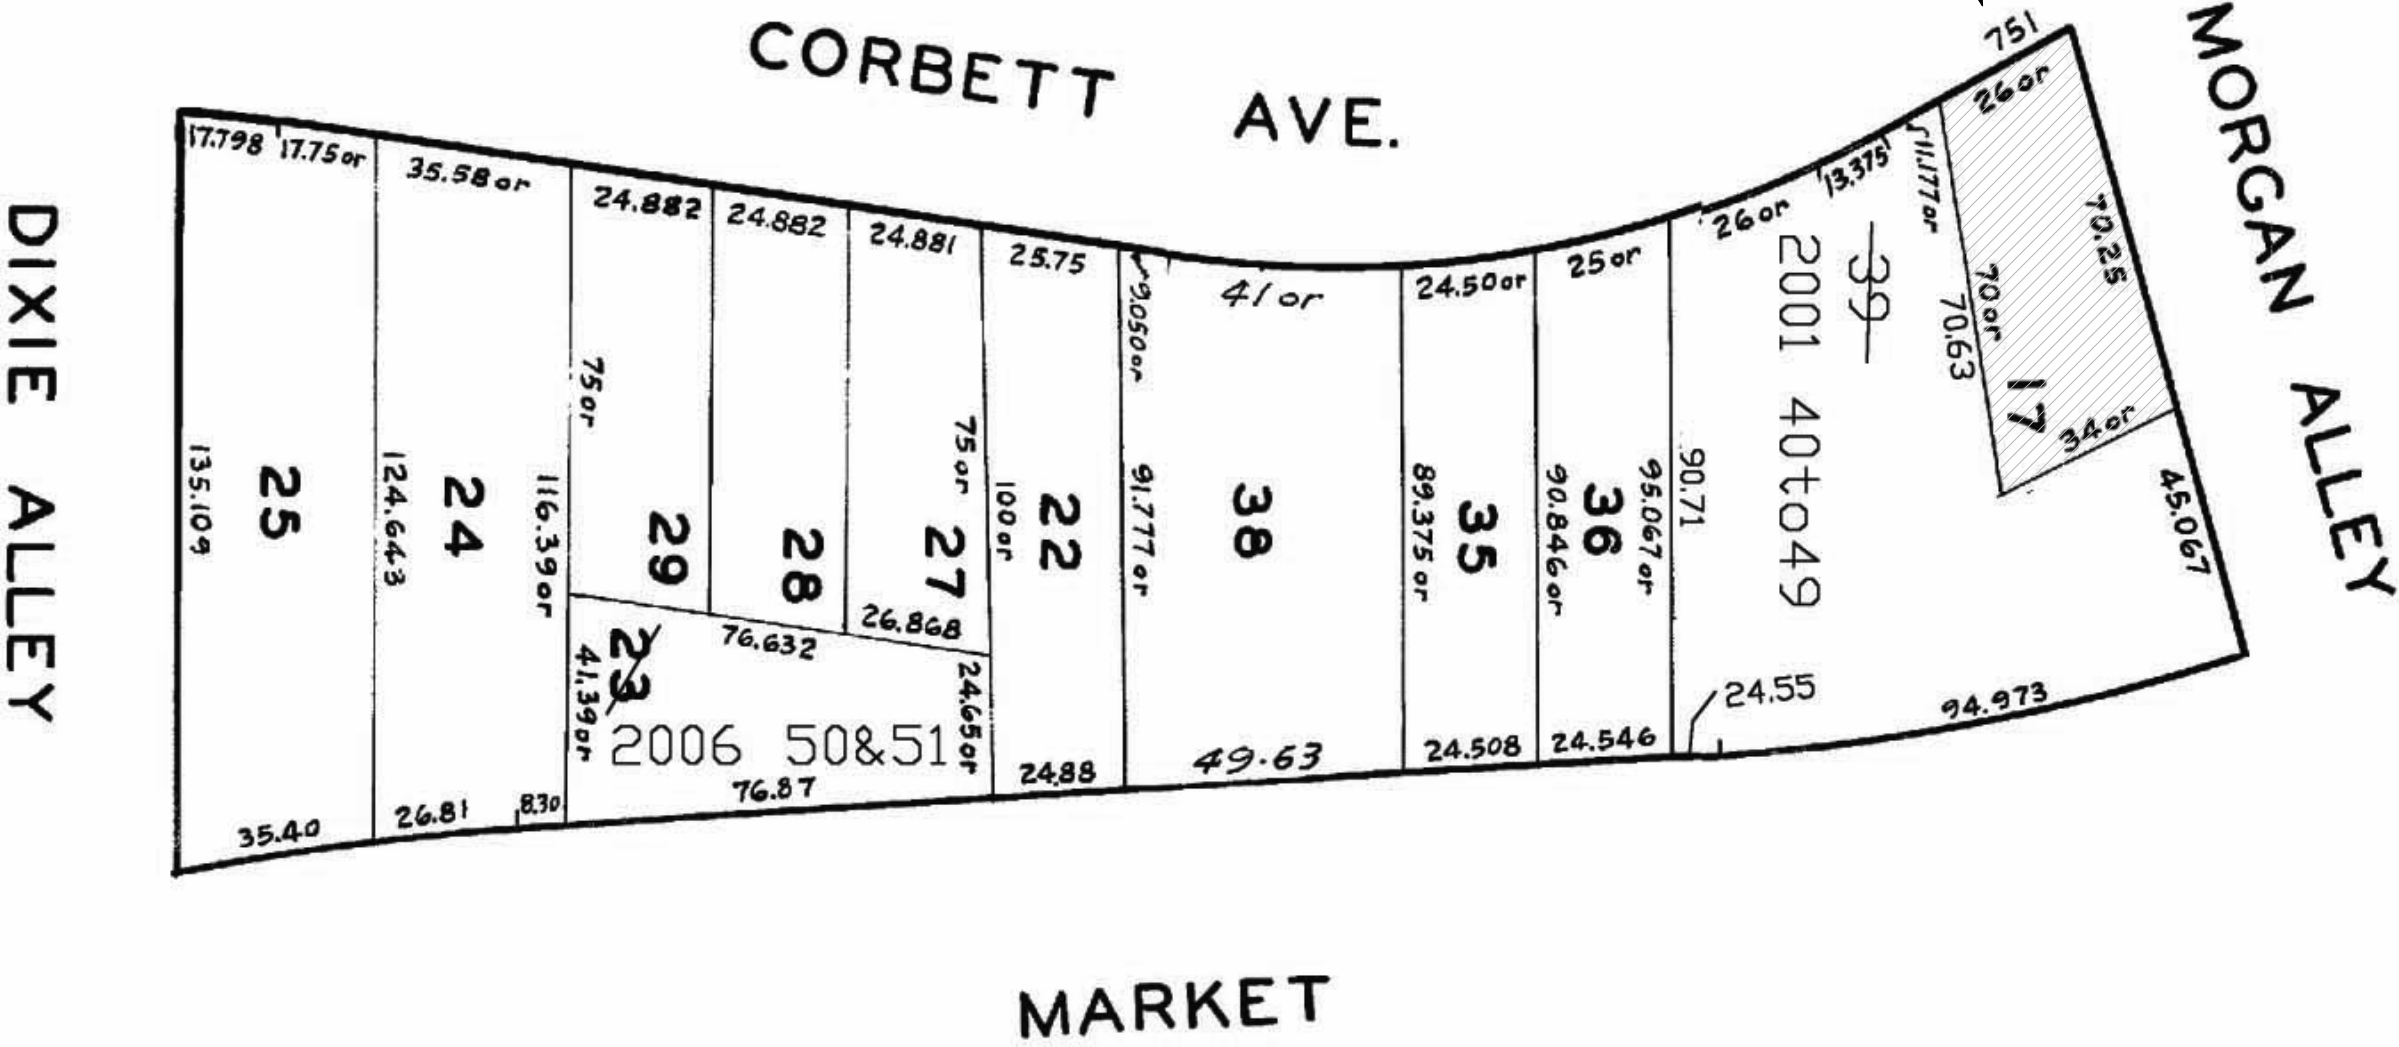 CORBETT AVE.
MORGAN ALLEY
DIXIE ALLEY
MARKET
751
17.798
17.75 or
35.58 or
24.882
24.882
24.881
25.75
9.050 or
41 or
24.50 or
25 or
26 or
13.375
11.177 or
26 or
135.109
25
124.643
24
116.39 or
75 or
29
28
75 or
27
100 or
22
91.777 or
38
89.375 or
35
90.846 or
36
95.067 or
90.71
2001 40to49
39
70.63
70 or
17
70.25
34 or
45.067
76.632
26.868
23
41.39 or
2006 50&51
24.65 or
35.40
26.81
8.30
76.87
24.88
49.63
24.508
24.546
24.55
94.973